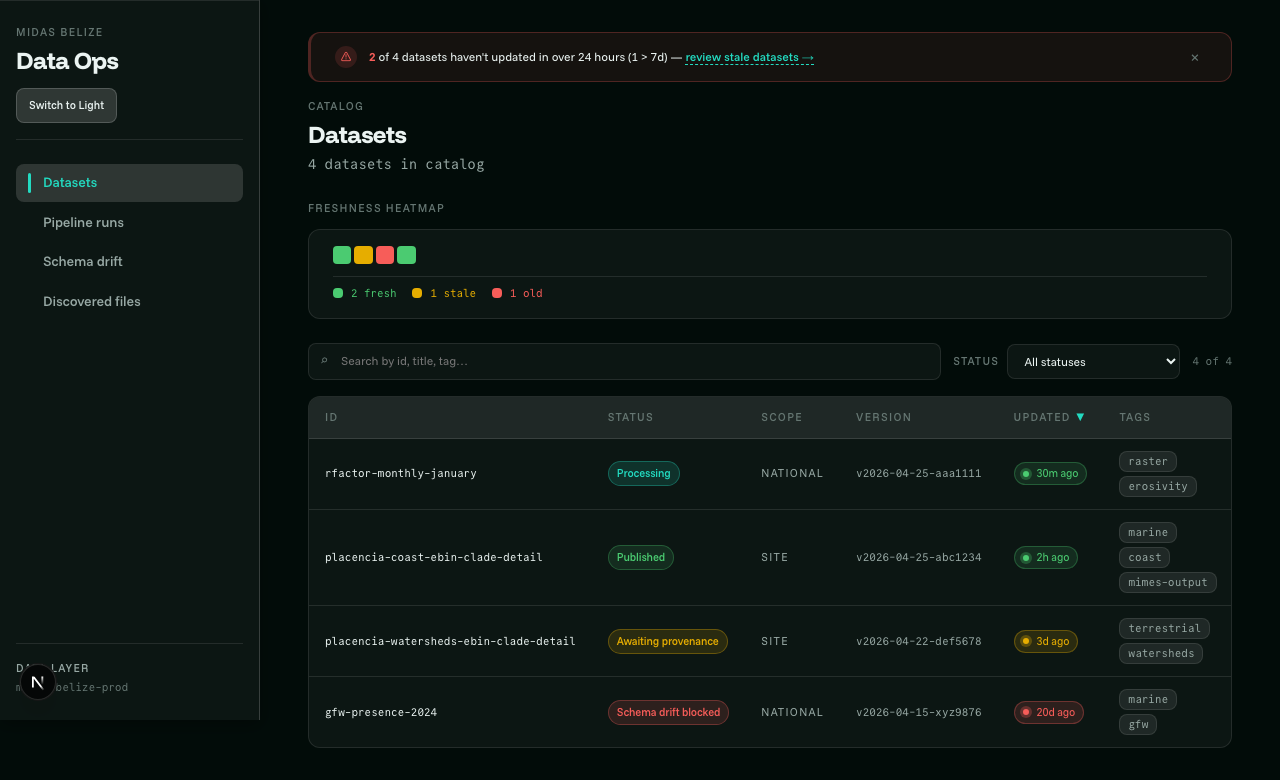 MIDAS BELIZE
Data Ops
Switch to Light
Datasets
Pipeline runs
Schema drift
Discovered files
LAYER
belize-prod
N
2 of 4 datasets haven't updated in over 24 hours (1 > 7d) — review stale datasets →
×
CATALOG
Datasets
4 datasets in catalog
FRESHNESS HEATMAP
2 fresh 1 stale 1 old
Search by id, title, tag... STATUS All statuses 4 of 4
ID STATUS SCOPE VERSION UPDATED ▼ TAGS
rfactor-monthly-january Processing NATIONAL v2026-04-25-aaa1111 30m ago raster
erosivity
placencia-coast-ebin-clade-detail Published SITE v2026-04-25-abc1234 2h ago marine
coast
mimes-output
placencia-watersheds-ebin-clade-detail Awaiting provenance SITE v2026-04-22-def5678 3d ago terrestrial
watersheds
gfw-presence-2024 Schema drift blocked NATIONAL v2026-04-15-xyz9876 20d ago marine
gfw